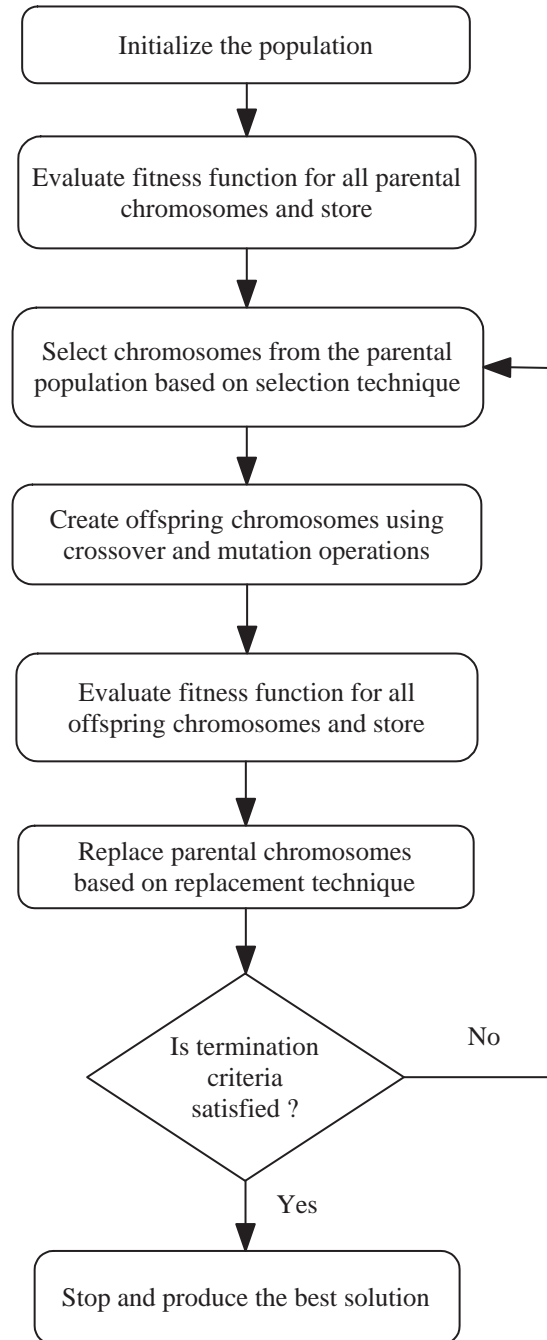 Initialize the population
Evaluate fitness function for all parental
chromosomes and store
Select chromosomes from the parental
population based on selection technique
Create offspring chromosomes using
crossover and mutation operations
Evaluate fitness function for all
offspring chromosomes and store
Replace parental chromosomes
based on replacement technique
Is termination
criteria
satisfied ?
No
Yes
Stop and produce the best solution